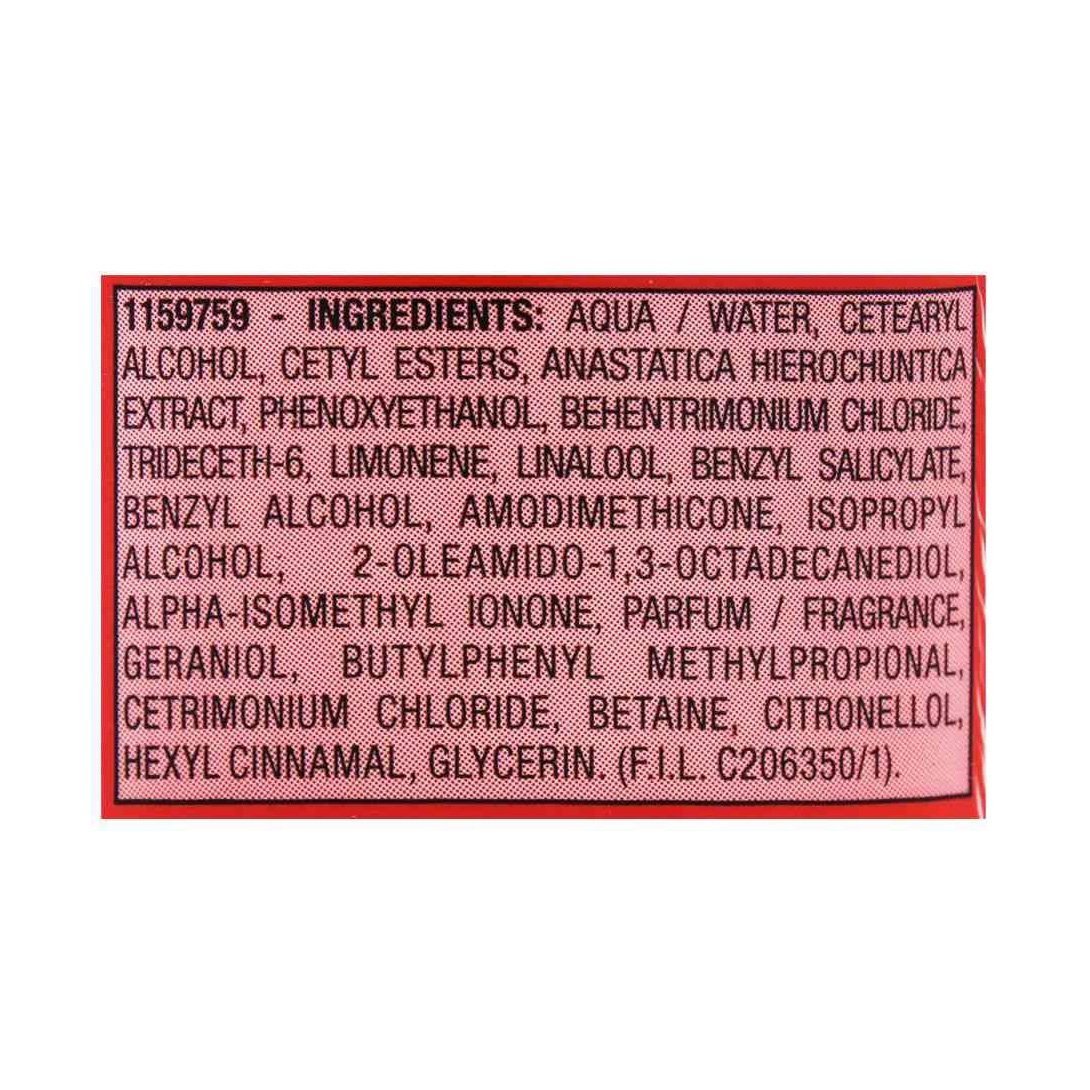 1159759 - INGREDIENTS: AQUA / WATER, CETEARYL
ALCOHOL, CETYL ESTERS, ANASTATICA HIEROCHUNTICA
EXTRACT, PHENOXYETHANOL, BEHENTRIMONIUM CHLORIDE,
TRIDECETH-6, LIMONENE, LINALOOL, BENZYL SALICYLATE,
BENZYL ALCOHOL, AMODIMETHICONE, ISOPROPYL
ALCOHOL, 2-OLEAMIDO-1,3-OCTADECANEDIOL,
ALPHA-ISOMETHYL IONONE, PARFUM / FRAGRANCE,
GERANIOL, BUTYLPHENYL METHYLPROPIONAL,
CETRIMONIUM CHLORIDE, BETAINE, CITRONELLOL,
HEXYL CINNAMAL, GLYCERIN. (F.I.L. C206350/1).